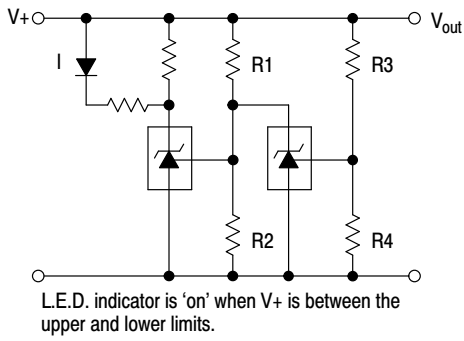 V+
Vout
I
R1
R3
R2
R4
L.E.D. indicator is ‘on’ when V+ is between the
upper and lower limits.